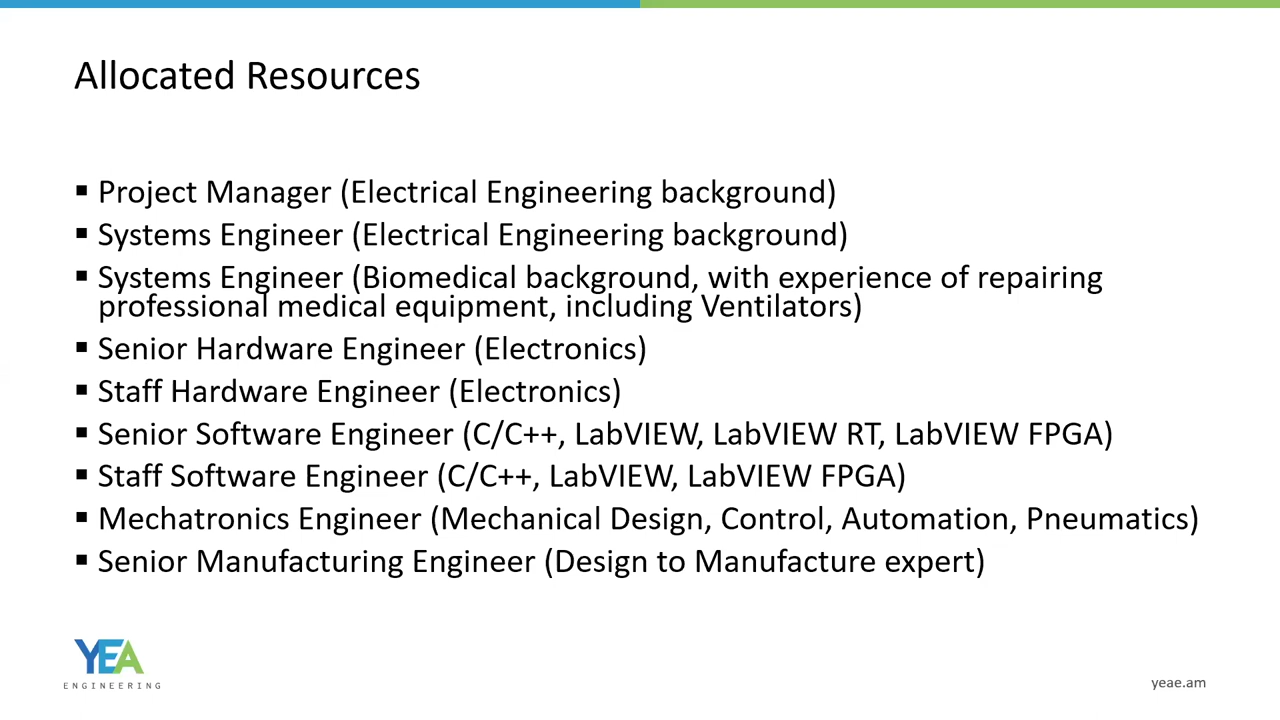 Allocated Resources
▪ Project Manager (Electrical Engineering background)
▪ Systems Engineer (Electrical Engineering background)
▪ Systems Engineer (Biomedical background, with experience of repairing
professional medical equipment, including Ventilators)
▪ Senior Hardware Engineer (Electronics)
▪ Staff Hardware Engineer (Electronics)
▪ Senior Software Engineer (C/C++, LabVIEW, LabVIEW RT, LabVIEW FPGA)
▪ Staff Software Engineer (C/C++, LabVIEW, LabVIEW FPGA)
▪ Mechatronics Engineer (Mechanical Design, Control, Automation, Pneumatics)
▪ Senior Manufacturing Engineer (Design to Manufacture expert)
YEA
ENGINEERING
yeae.am